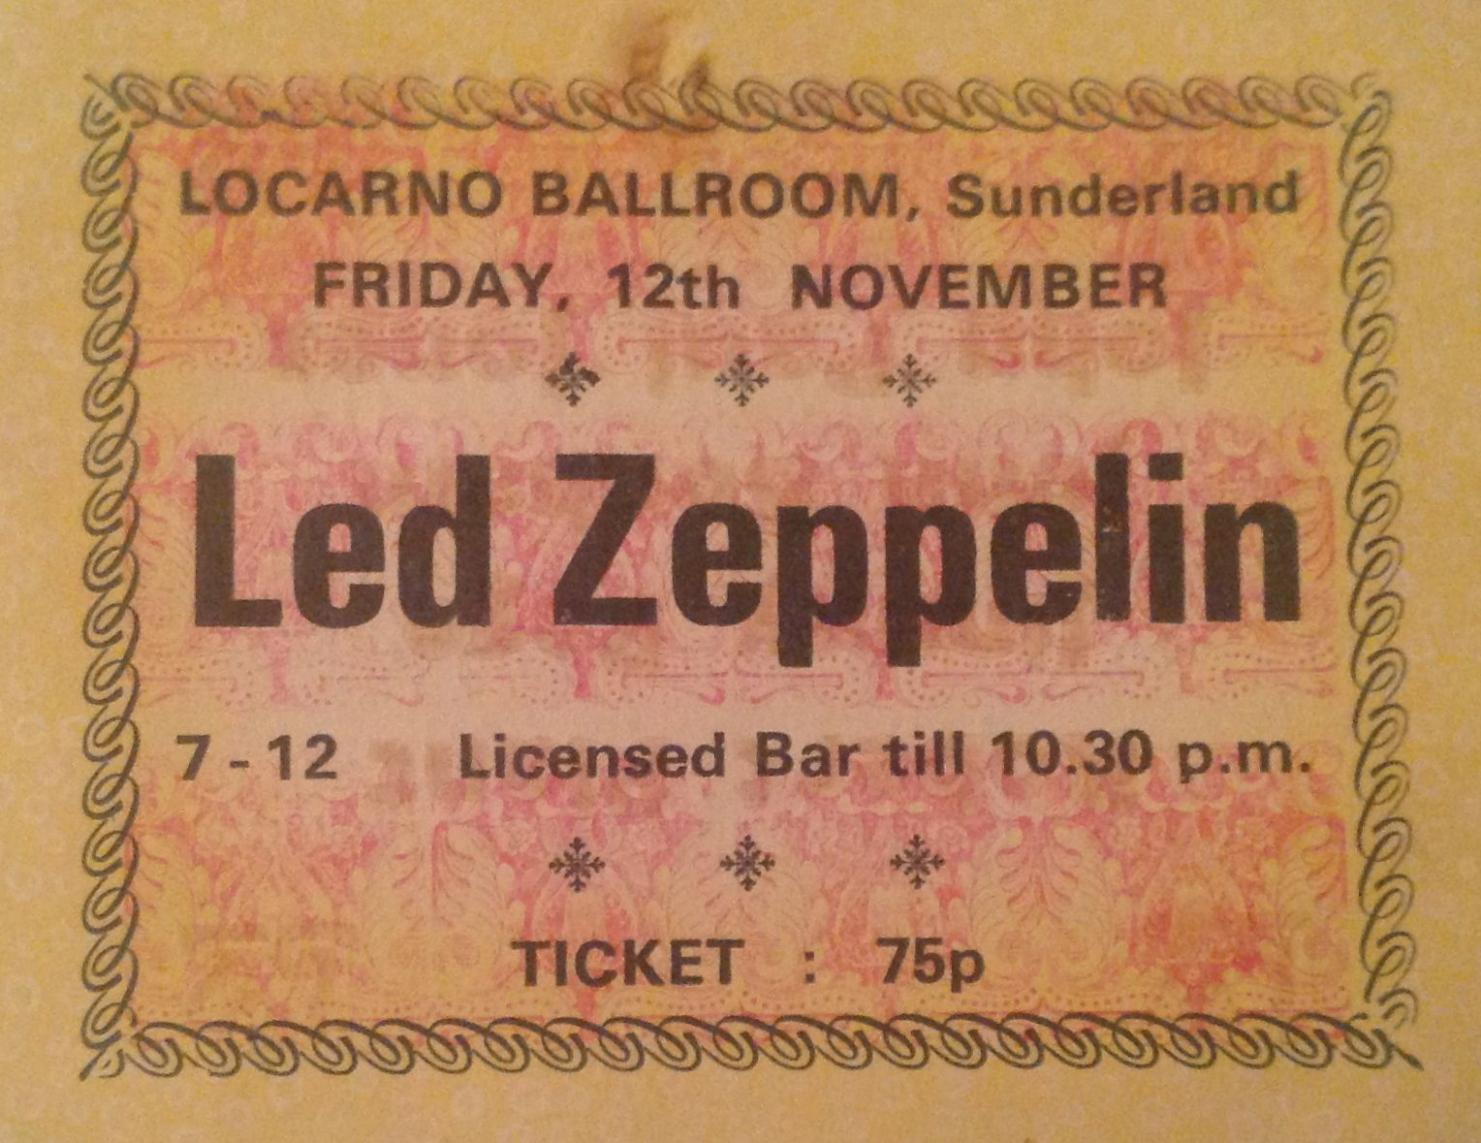 LOCARNO BALLROOM, Sunderland
FRIDAY, 12th NOVEMBER
Led Zeppelin
7 - 12 Licensed Bar till 10.30 p.m.
TICKET : 75p